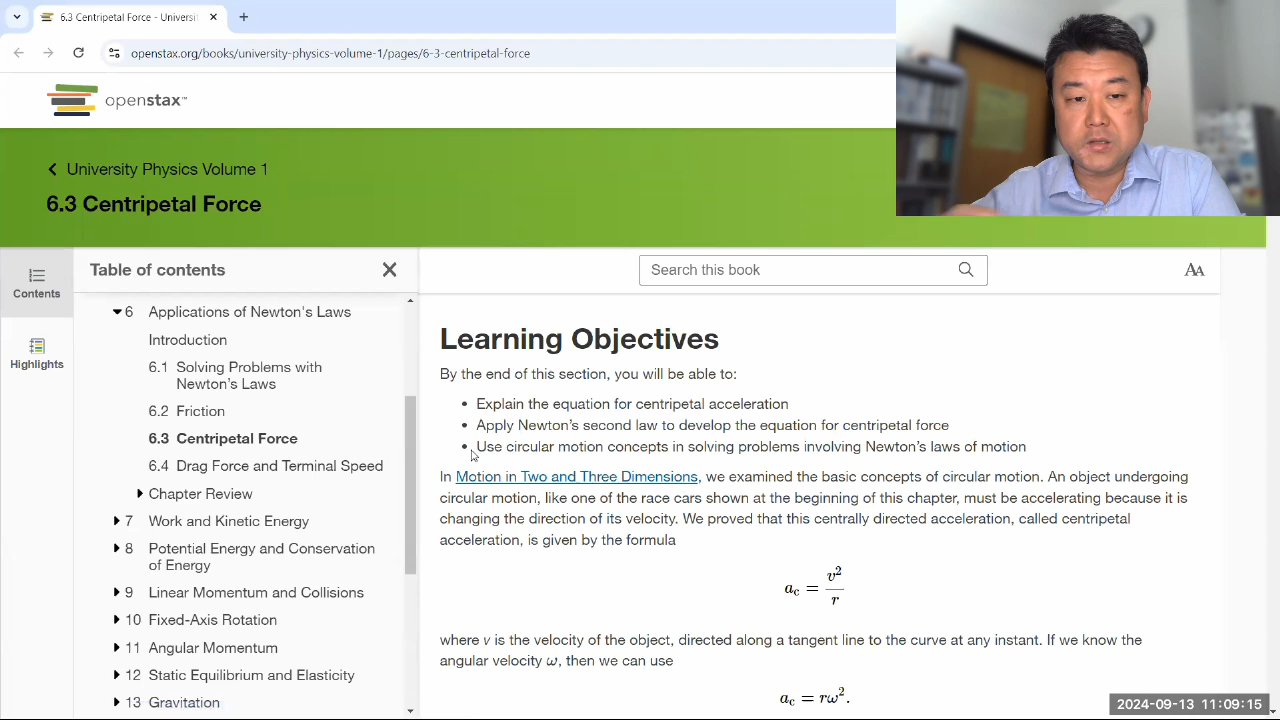 6.3 Centripetal Force - Universi
openstax.org/books/university-physics-volume-1/pages/6-3-centripetal-force
openstax™
University Physics Volume 1
6.3 Centripetal Force
Contents
Highlights
Table of contents
6 Applications of Newton's Laws
Introduction
6.1 Solving Problems with
Newton's Laws
6.2 Friction
6.3 Centripetal Force
6.4 Drag Force and Terminal Speed
Chapter Review
7 Work and Kinetic Energy
8 Potential Energy and Conservation
of Energy
9 Linear Momentum and Collisions
10 Fixed-Axis Rotation
11 Angular Momentum
12 Static Equilibrium and Elasticity
13 Gravitation
Search this book
AA
Learning Objectives
By the end of this section, you will be able to:
• Explain the equation for centripetal acceleration
• Apply Newton's second law to develop the equation for centripetal force
• Use circular motion concepts in solving problems involving Newton's laws of motion
In Motion in Two and Three Dimensions, we examined the basic concepts of circular motion. An object undergoing
circular motion, like one of the race cars shown at the beginning of this chapter, must be accelerating because it is
changing the direction of its velocity. We proved that this centrally directed acceleration, called centripetal
acceleration, is given by the formula
a_c = v²/r
where v is the velocity of the object, directed along a tangent line to the curve at any instant. If we know the
angular velocity ω, then we can use
a_c = rω².
2024-09-13 11:09:15